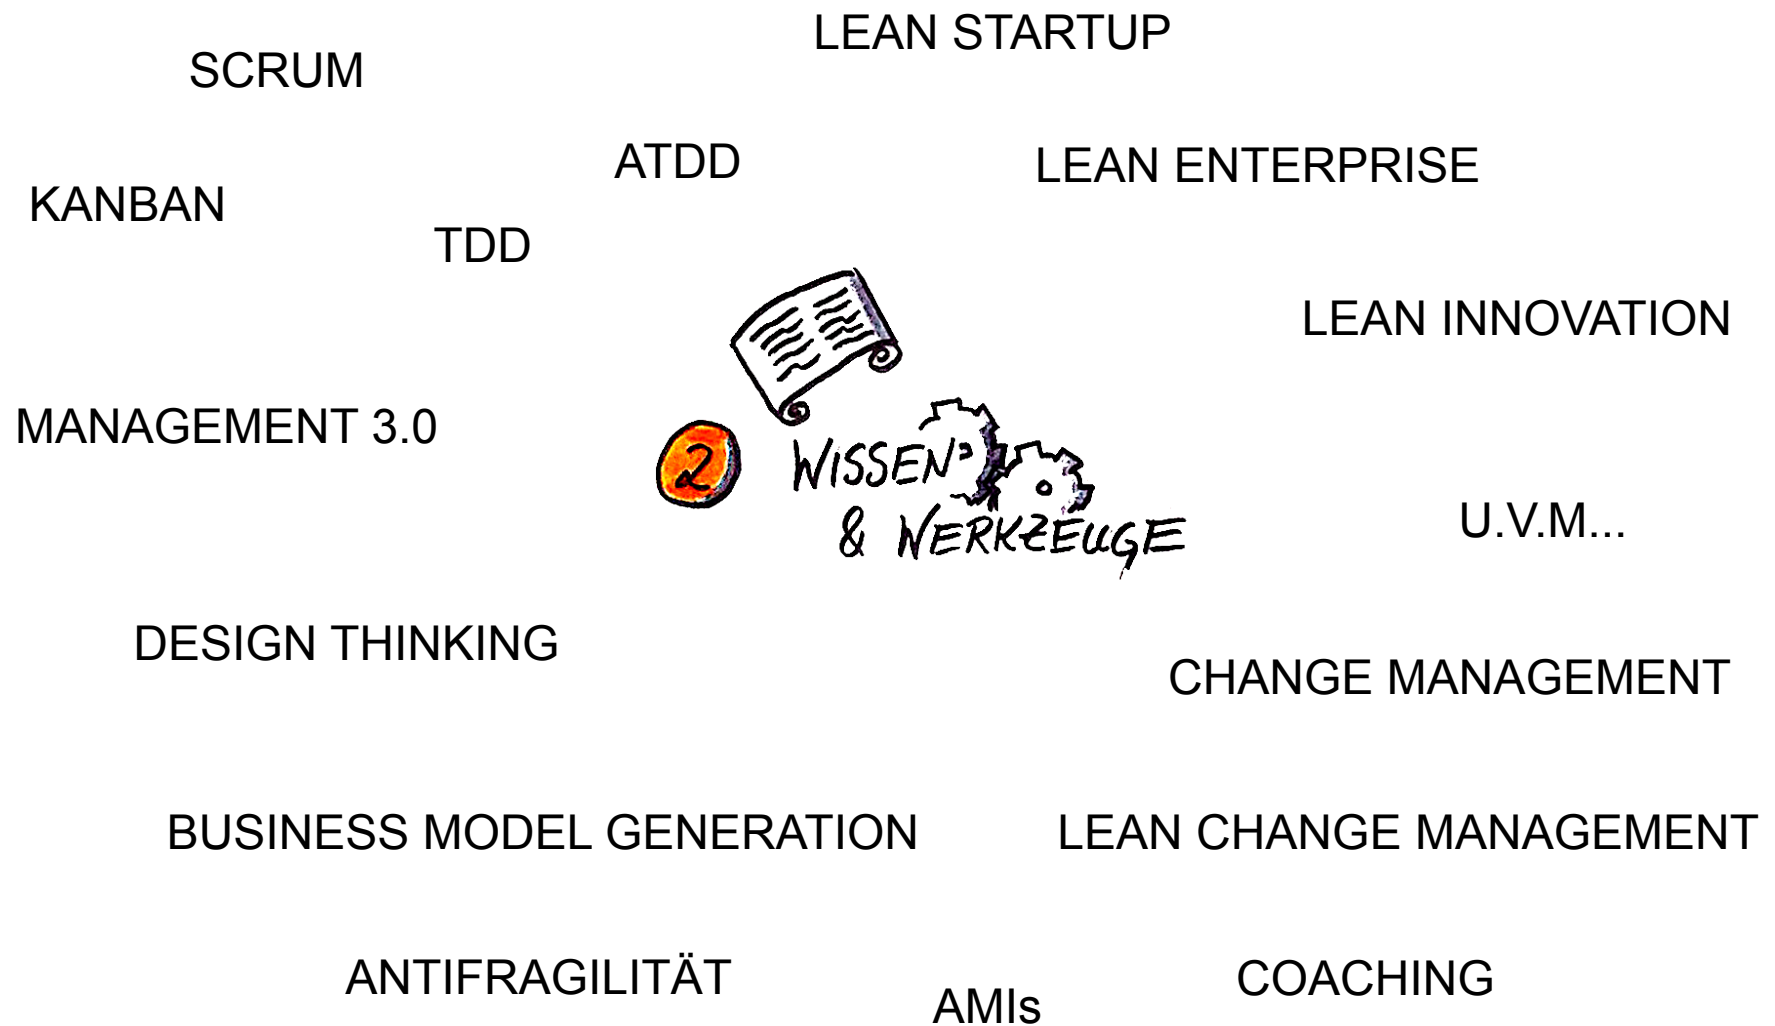 LEAN STARTUP
SCRUM
ATDD
LEAN ENTERPRISE
KANBAN
TDD
LEAN INNOVATION
MANAGEMENT 3.0
2 WISSEN
& WERKZEUGE
U.V.M...
DESIGN THINKING
CHANGE MANAGEMENT
BUSINESS MODEL GENERATION
LEAN CHANGE MANAGEMENT
ANTIFRAGILITÄT
COACHING
AMIs